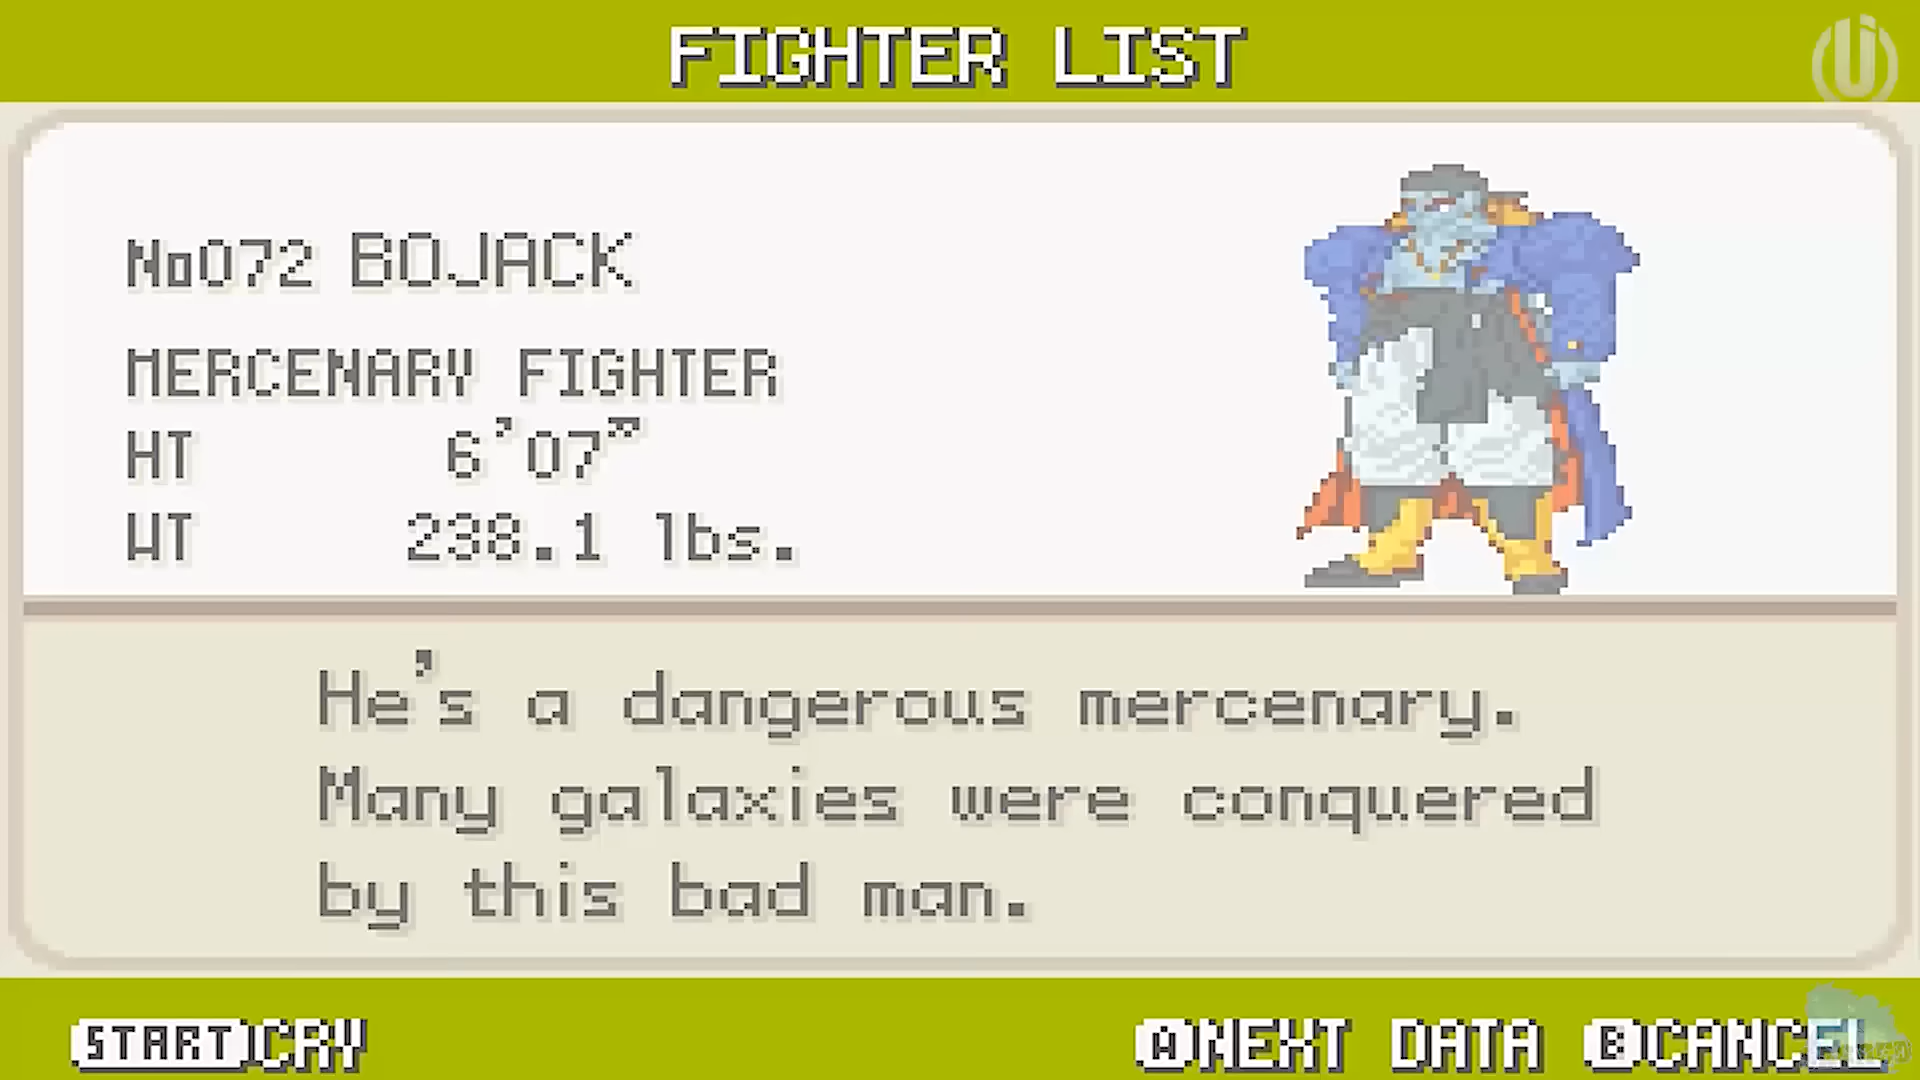 FIGHTER LIST
No072 BOJACK
MERCENARY FIGHTER
HT 6'07"
WT 238.1 lbs.
He's a dangerous mercenary.
Many galaxies were conquered
by this bad man.
START CRY
A NEXT DATA B CANCEL